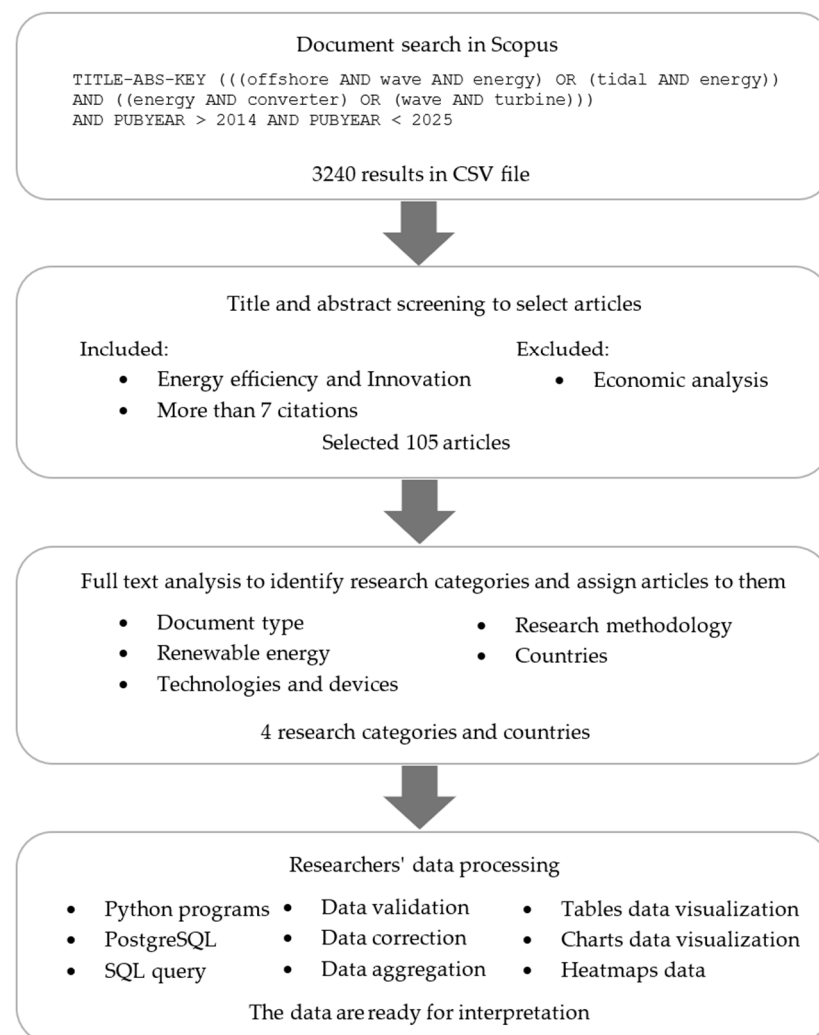 Document search in Scopus
TITLE-ABS-KEY (((offshore AND wave AND energy) OR (tidal AND energy))
AND ((energy AND converter) OR (wave AND turbine)))
AND PUBYEAR > 2014 AND PUBYEAR < 2025
3240 results in CSV file
Title and abstract screening to select articles
Included:
• Energy efficiency and Innovation
• More than 7 citations
Excluded:
• Economic analysis
Selected 105 articles
Full text analysis to identify research categories and assign articles to them
• Document type
• Renewable energy
• Technologies and devices
• Research methodology
• Countries
4 research categories and countries
Researchers' data processing
• Python programs
• PostgreSQL
• SQL query
• Data validation
• Data correction
• Data aggregation
• Tables data visualization
• Charts data visualization
• Heatmaps data
The data are ready for interpretation